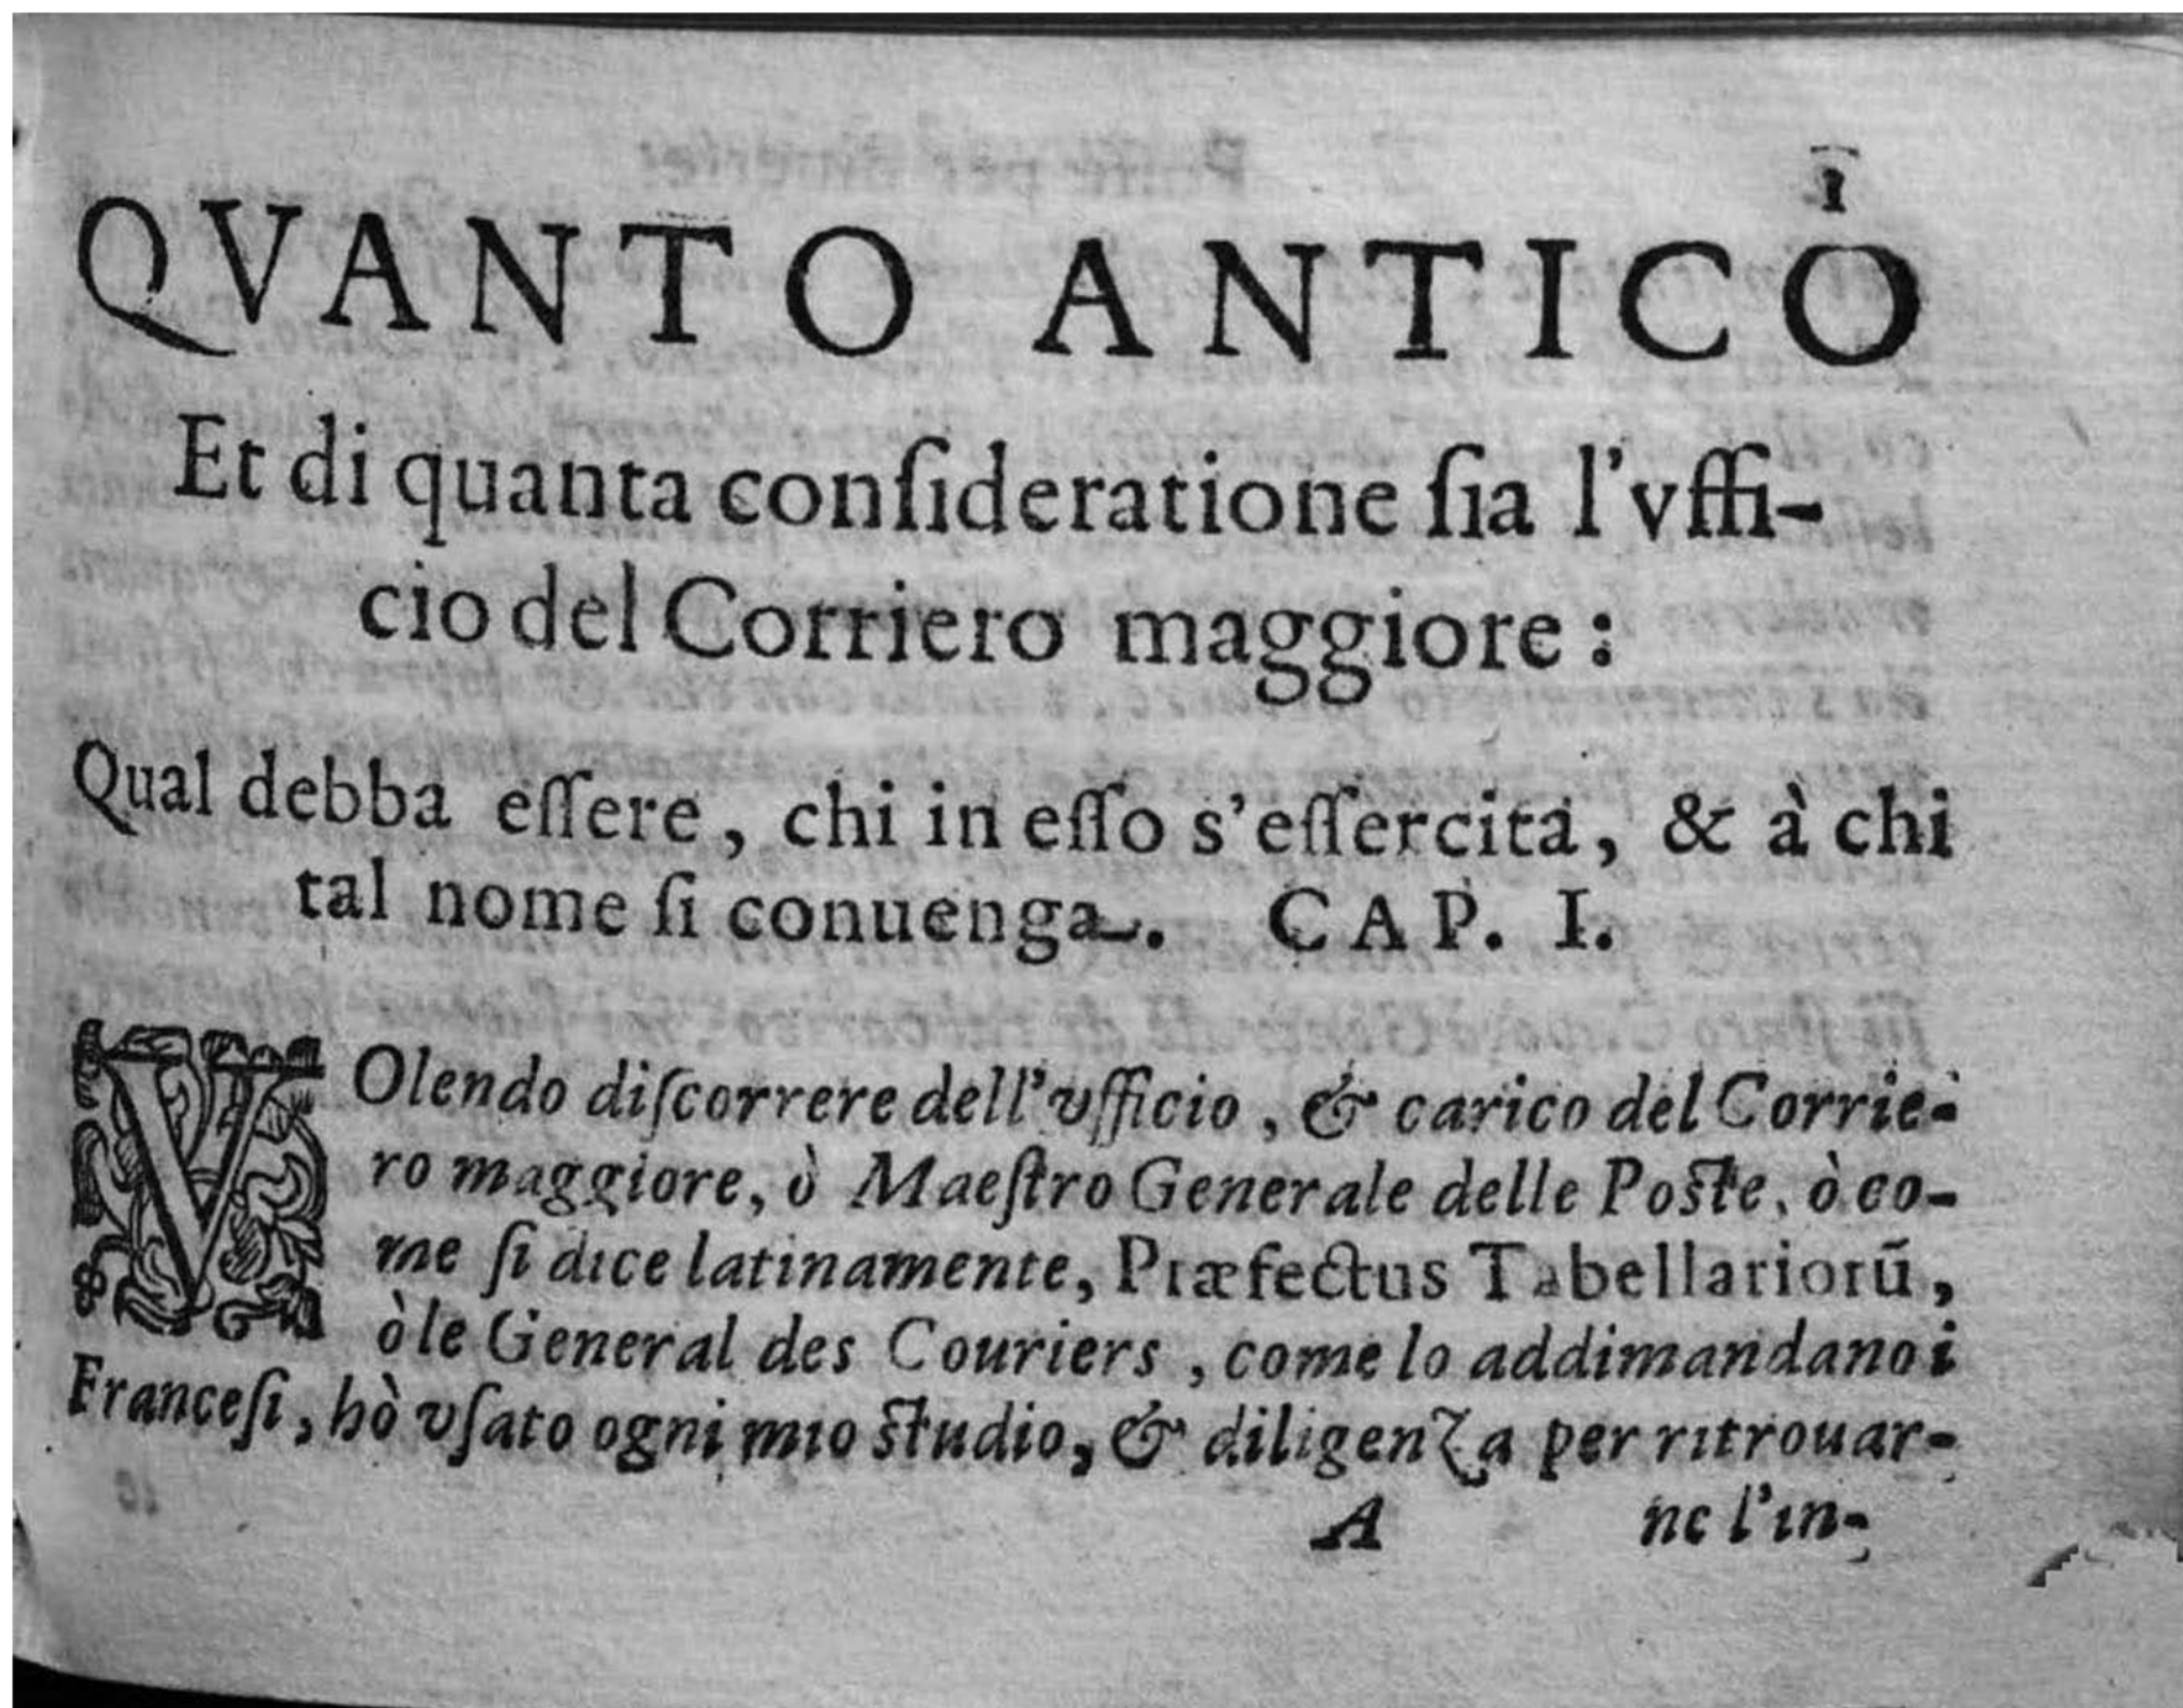 1
QVANTO ANTICO
Et di quanta conſideratione ſia l'vffi-
cio del Corriero maggiore:
Qual debba eſſere, chi in eſſo s'eſſercita, & à chi
tal nome ſi conuenga. CAP. I.
VOlendo diſcorrere dell'vfficio, & carico del Corrie-
ro maggiore, ò Maeſtro Generale delle Poſte, ò co-
me ſi dice latinamente, Præfectus Tabellariorū,
ò le General des Couriers, come lo addimandano i
Franceſi, hò vſato ogni mio ſtudio, & diligenza per ritrouar-
A ne l'in-